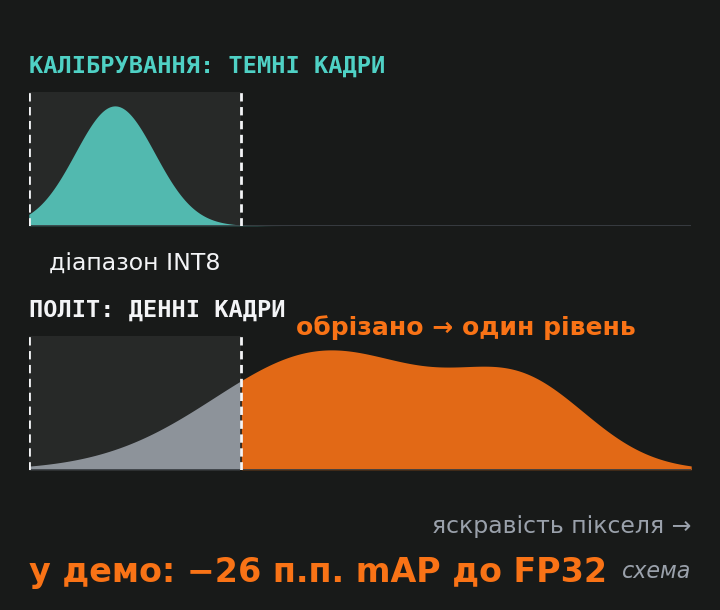 КАЛІБРУВАННЯ: ТЕМНІ КАДРИ
діапазон INT8
ПОЛІТ: ДЕННІ КАДРИ
обрізано → один рівень
яскравість пікселя →
у демо: −26 п.п. mAP до FP32
схема